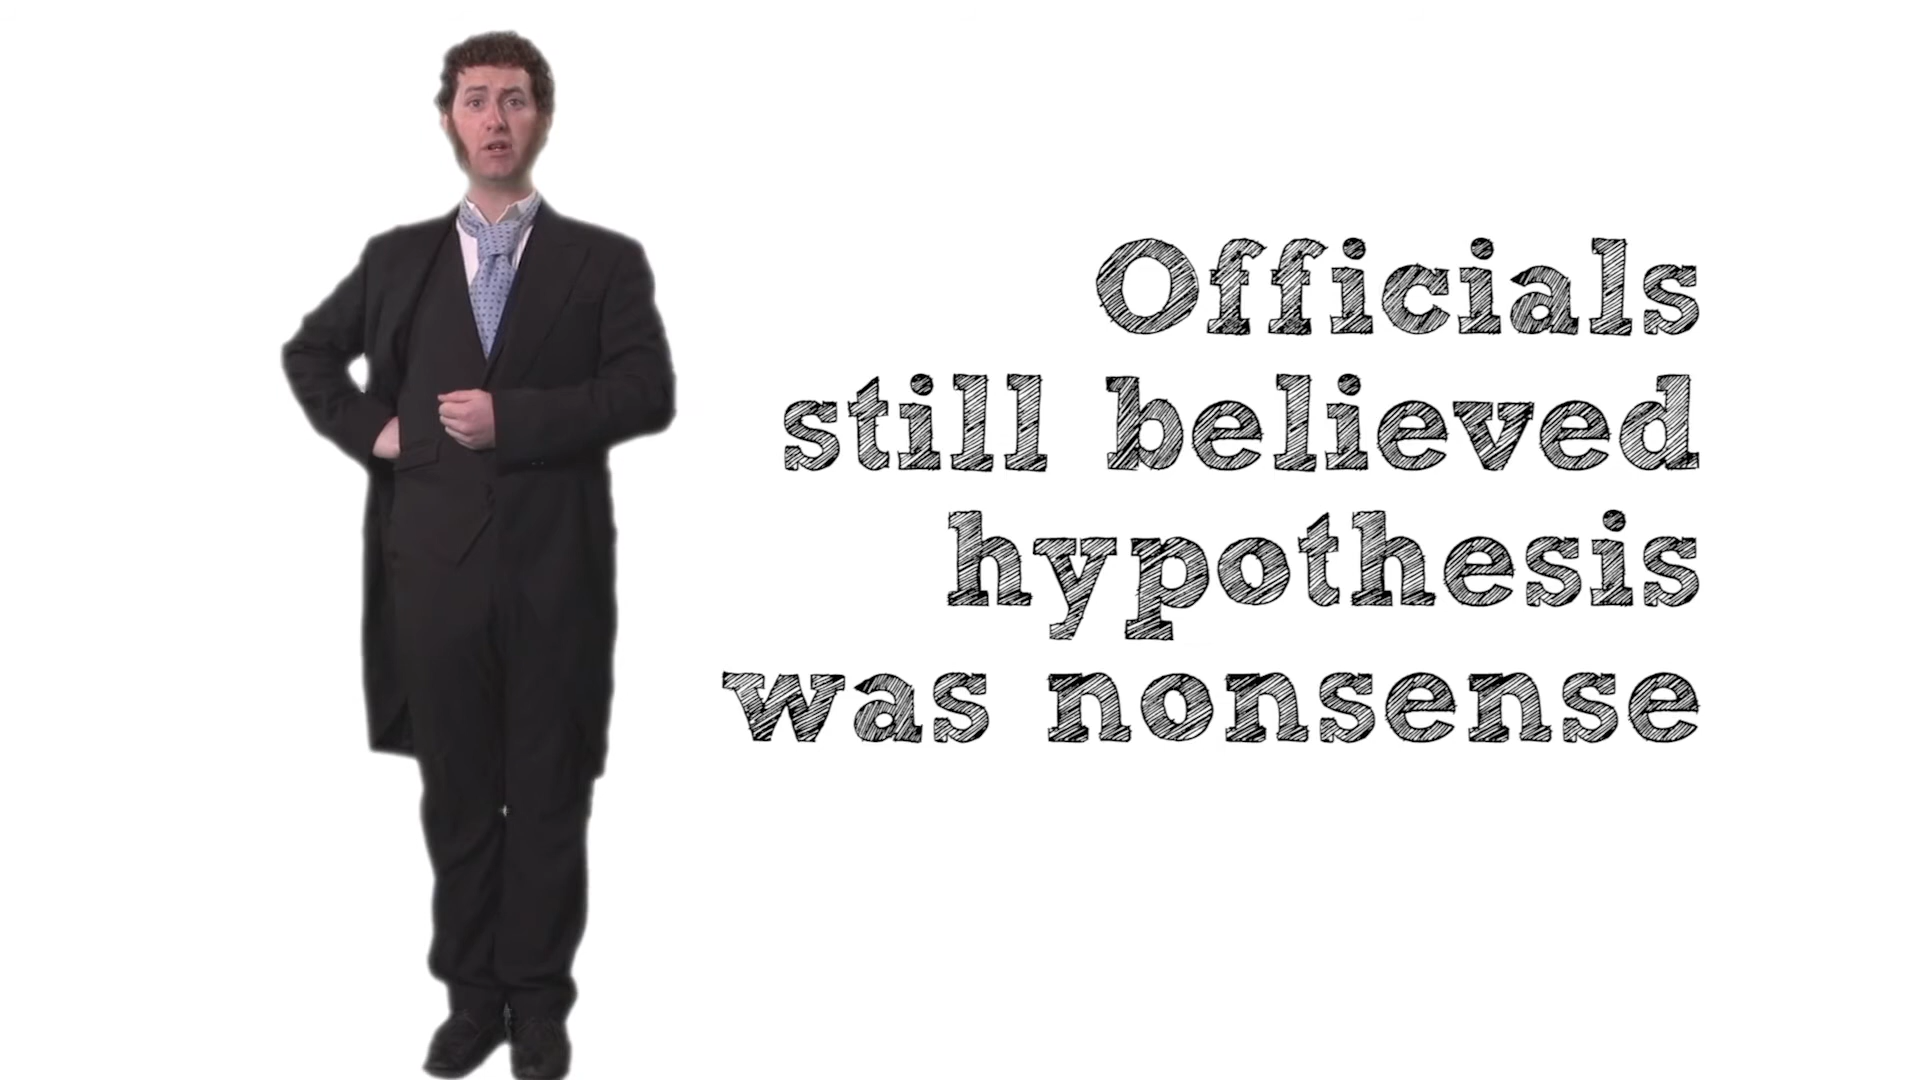 Officials
still believed
hypothesis
was nonsense